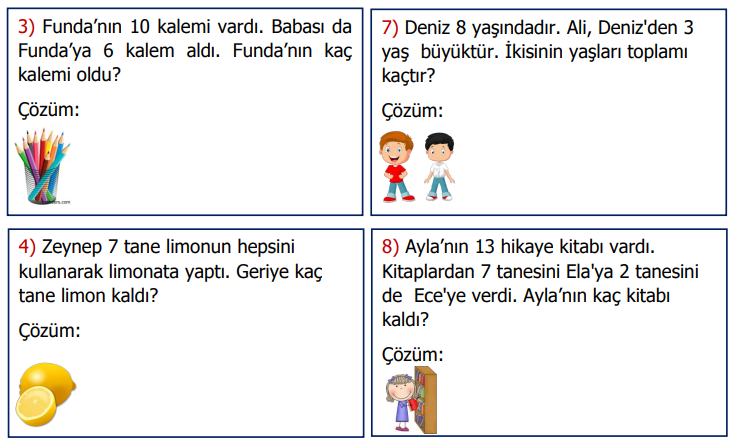 3) Funda’nın 10 kalemi vardı. Babası da
Funda’ya 6 kalem aldı. Funda’nın kaç
kalemi oldu?
Çözüm:
4) Zeynep 7 tane limonun hepsini
kullanarak limonata yaptı. Geriye kaç
tane limon kaldı?
Çözüm:
7) Deniz 8 yaşındadır. Ali, Deniz'den 3
yaş büyüktür. İkisinin yaşları toplamı
kaçtır?
Çözüm:
8) Ayla’nın 13 hikaye kitabı vardı.
Kitaplardan 7 tanesini Ela'ya 2 tanesini
de Ece'ye verdi. Ayla’nın kaç kitabı
kaldı?
Çözüm: